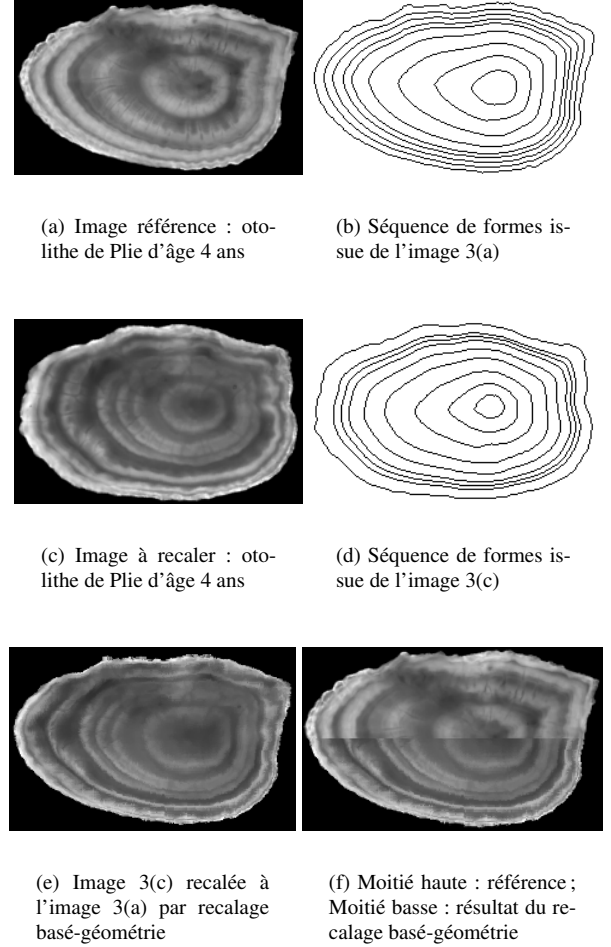 (a) Image référence : oto-
lithe de Plie d'âge 4 ans
(b) Séquence de formes is-
sue de l'image 3(a)
(c) Image à recaler : oto-
lithe de Plie d'âge 4 ans
(d) Séquence de formes is-
sue de l'image 3(c)
(e) Image 3(c) recalée à
l'image 3(a) par recalage
basé-géométrie
(f) Moitié haute : référence ;
Moitié basse : résultat du re-
calage basé-géométrie